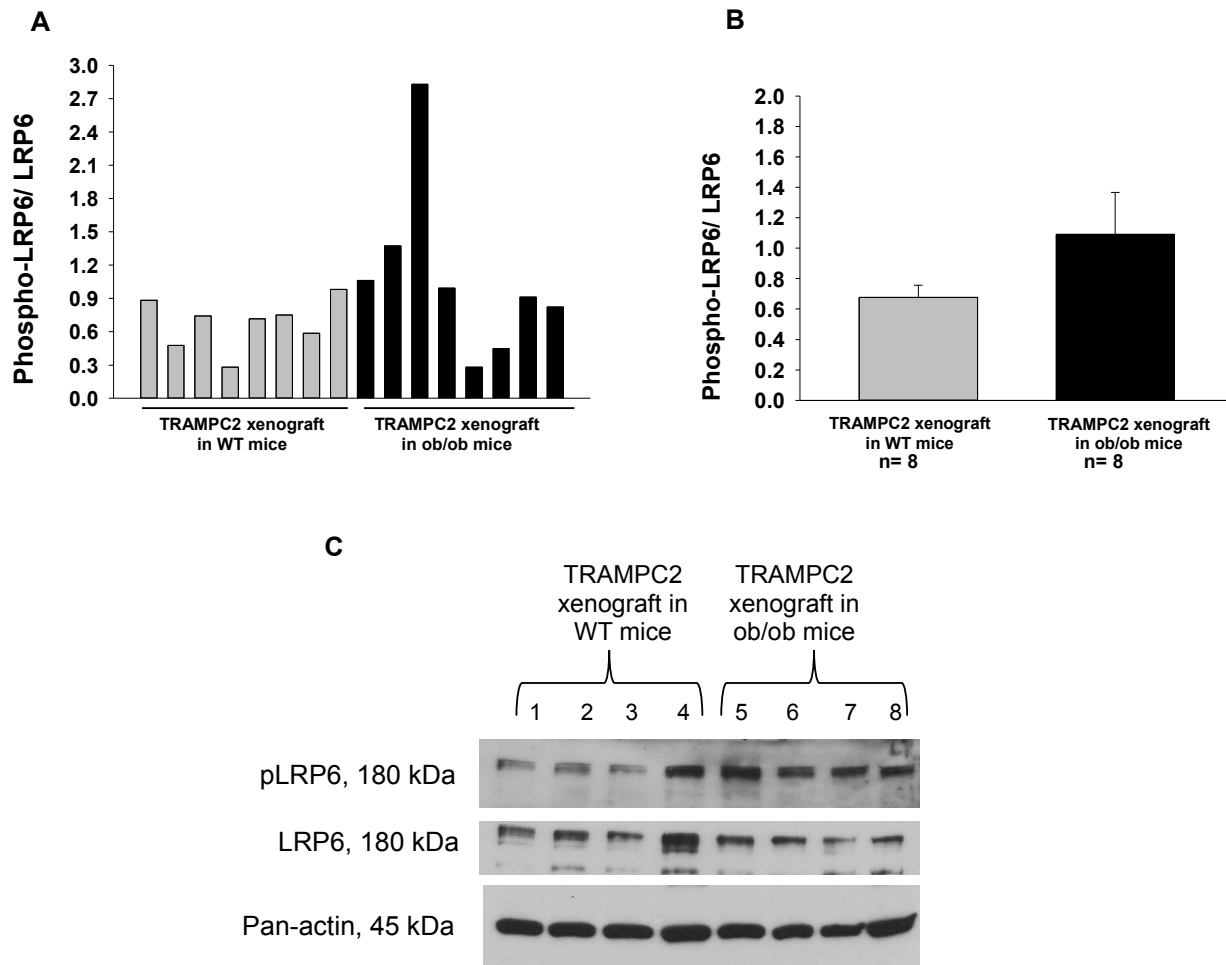 A
3.0
2.7
2.4
2.1
1.8
1.5
1.2
0.9
0.6
0.3
0.0
Phospho-LRP6/ LRP6
TRAMPC2 xenograft
in WT mice
TRAMPC2 xenograft
in ob/ob mice
B
2.0
1.8
1.6
1.4
1.2
1.0
0.8
0.6
0.4
0.2
0.0
Phospho-LRP6/ LRP6
TRAMPC2 xenograft
in WT mice
n= 8
TRAMPC2 xenograft
in ob/ob mice
n= 8
C
TRAMPC2
xenograft in
WT mice
TRAMPC2
xenograft in
ob/ob mice
1 2 3 4 5 6 7 8
pLRP6, 180 kDa
LRP6, 180 kDa
Pan-actin, 45 kDa